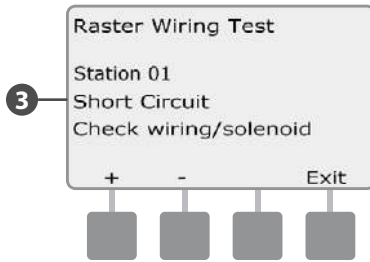 Raster Wiring Test
Station 01
3
Short Circuit
Check wiring/solenoid
+ - Exit